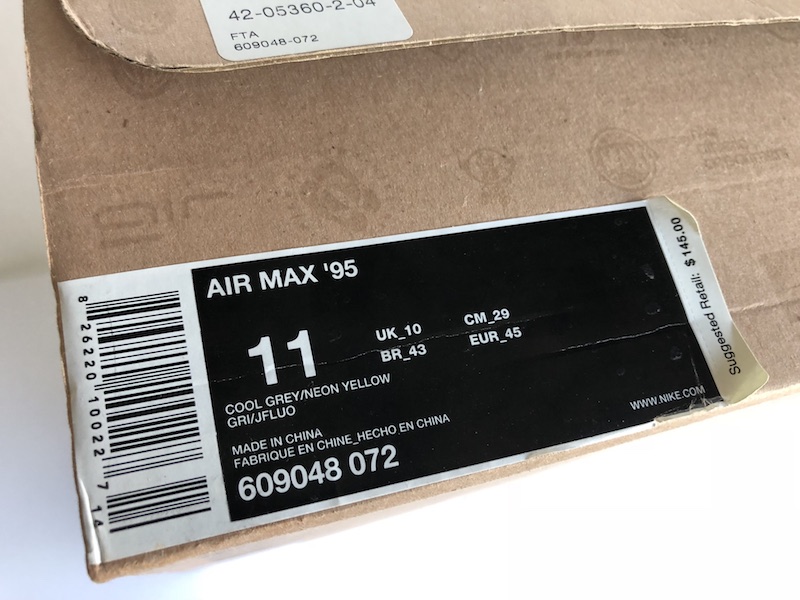 42-05360-2-04
FTA
609048-072
air
AIR MAX '95
11
UK_10
CM_29
BR_43
EUR_45
COOL GREY/NEON YELLOW
GRI/JFLUO
MADE IN CHINA
FABRIQUE EN CHINE_HECHO EN CHINA
609048 072
WWW.NIKE.COM
Suggested Retail: $145.00
8 26220 10022 7
14